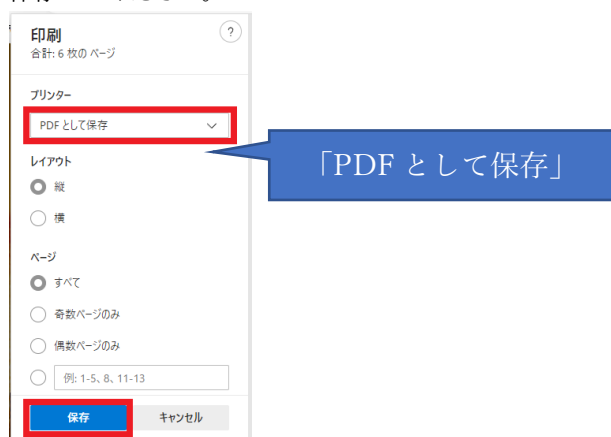 印刷
?
合計: 6 枚の ページ
プリンター
PDF として保存
レイアウト
縦
横
「PDF として保存」
ページ
すべて
奇数ページのみ
偶数ページのみ
例: 1-5、8、11-13
保存
キャンセル